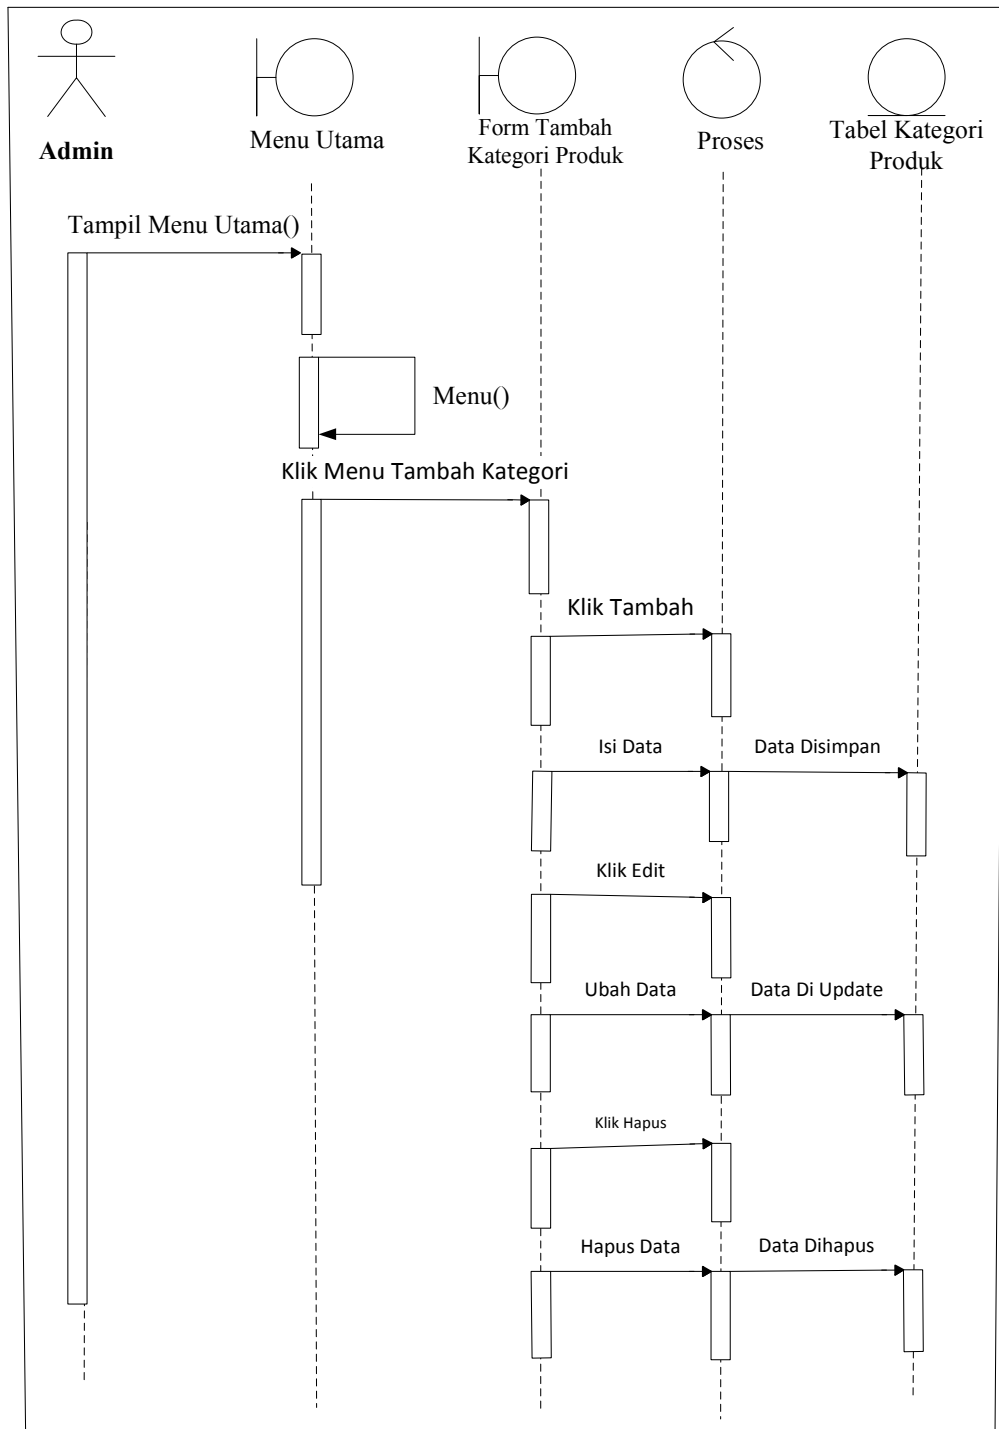 Admin
Menu Utama
Form Tambah
Kategori Produk
Proses
Tabel Kategori
Produk
Tampil Menu Utama()
Menu()
Klik Menu Tambah Kategori
Klik Tambah
Isi Data
Data Disimpan
Klik Edit
Ubah Data
Data Di Update
Klik Hapus
Hapus Data
Data Dihapus